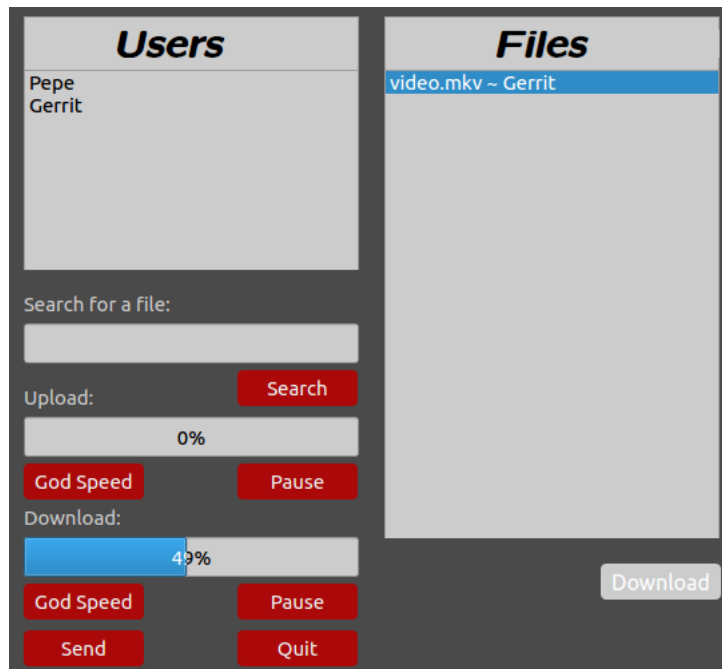 Users
Pepe
Gerrit
Search for a file:
Search
Upload:
0%
God Speed
Pause
Download:
49%
God Speed
Pause
Send
Quit
Files
video.mkv ~ Gerrit
Download